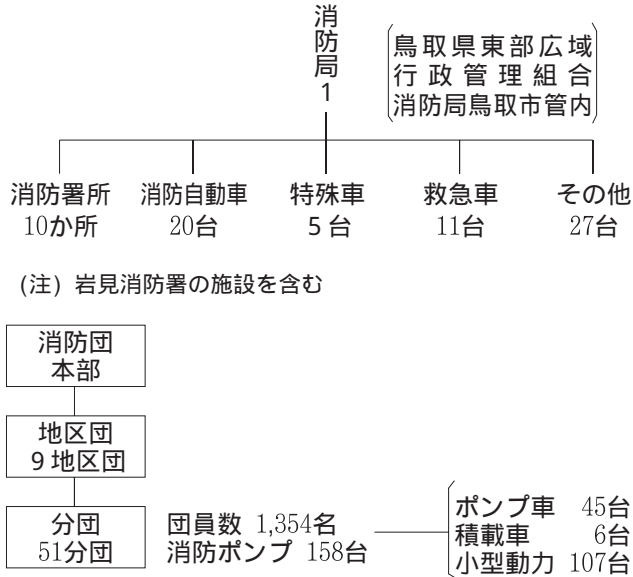 消防局
1
鳥取県東部広域
行政管理組合
消防局鳥取市管内
消防署所 消防自動車 特殊車 救急車 その他
10か所 20台 5台 11台 27台
(注) 岩見消防署の施設を含む
消防団
本部
地区団
9地区団
分団
51分団
団員数 1,354名
消防ポンプ 158台
ポンプ車 45台
積載車 6台
小型動力 107台